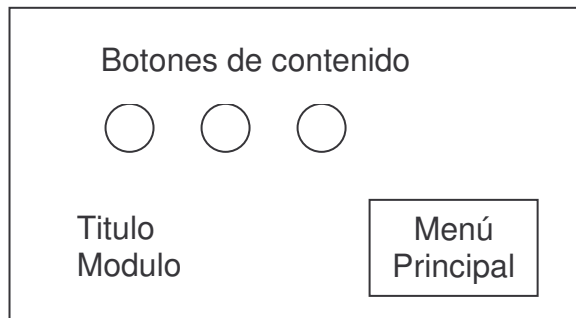 Botones de contenido
Titulo
Modulo
Menú
Principal